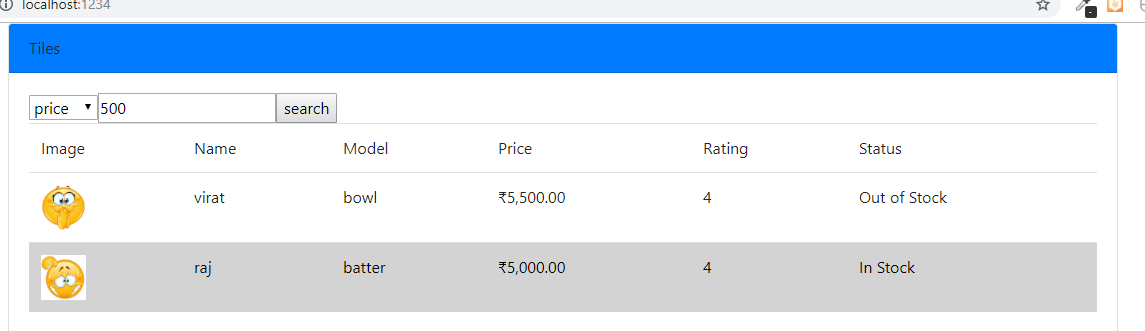 localhost:1234
Tiles
price 500 search
Image Name Model Price Rating Status
virat bowl ₹5,500.00 4 Out of Stock
raj batter ₹5,000.00 4 In Stock